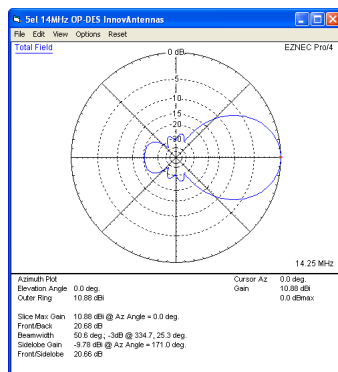 5el 14MHz OP-DES InnovAntennas
File Edit View Options Reset
Total Field
EZNEC Pro/4
0 dB
-5
-10
-15
-20
-30
14.25 MHz
Azimuth Plot
Elevation Angle 0.0 deg.
Outer Ring 10.88 dBi
Cursor Az 0.0 deg.
Gain 10.88 dBi
0.0 dBmax
Slice Max Gain 10.88 dBi @ Az Angle = 0.0 deg.
Front/Back 20.68 dB
Beamwidth 50.6 deg.; -3dB @ 334.7, 25.3 deg.
Sidelobe Gain -9.78 dBi @ Az Angle = 171.0 deg.
Front/Sidelobe 20.66 dB